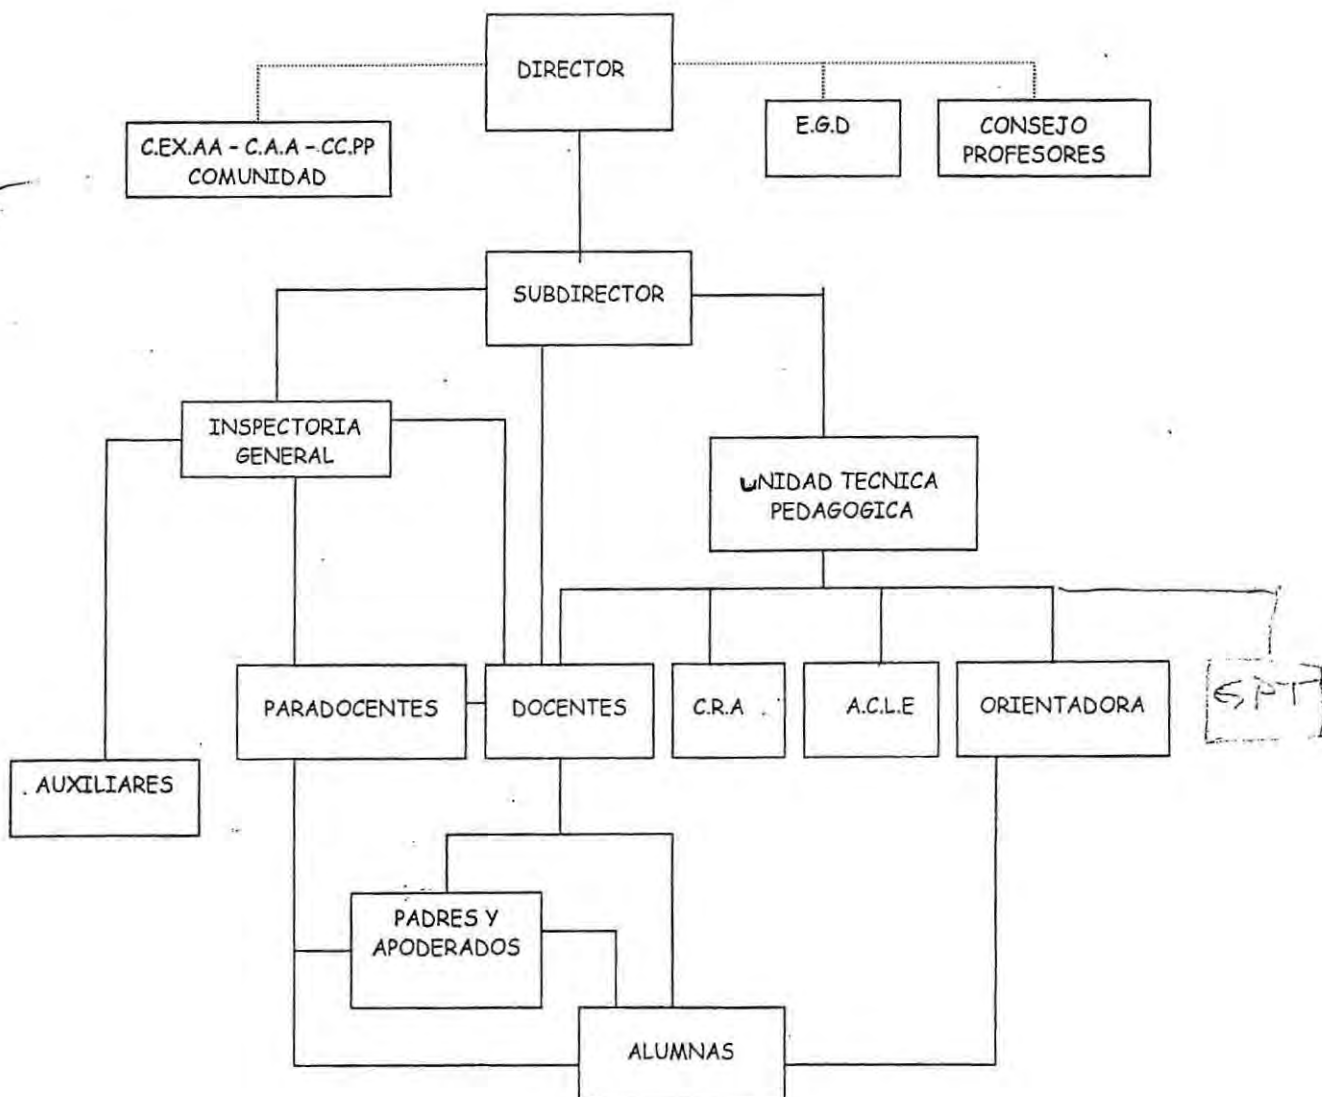 DIRECTOR
C.EX.AA - C.A.A - CC.PP
COMUNIDAD
E.G.D
CONSEJO
PROFESORES
SUBDIRECTOR
INSPECTORIA
GENERAL
UNIDAD TECNICA
PEDAGOGICA
PARADOCENTES
DOCENTES
C.R.A
A.C.L.E
ORIENTADORA
AUXILIARES
PADRES Y
APODERADOS
ALUMNAS